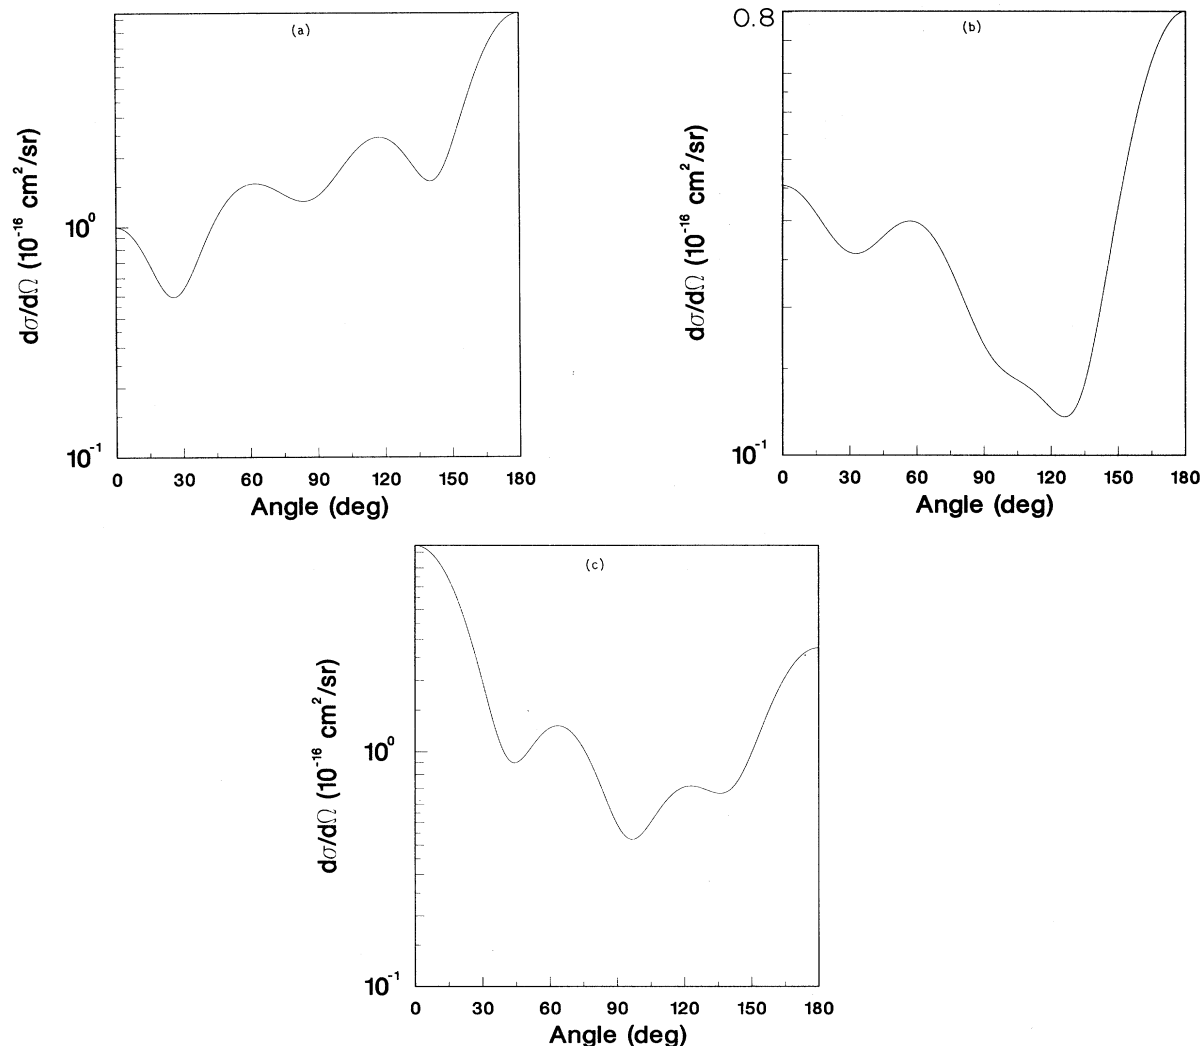 (a)
dσ/dΩ (10⁻¹⁶ cm²/sr)
10⁰
10⁻¹
0 30 60 90 120 150 180
Angle (deg)
(b)
0.8
dσ/dΩ (10⁻¹⁶ cm²/sr)
10⁻¹
0 30 60 90 120 150 180
Angle (deg)
(c)
dσ/dΩ (10⁻¹⁶ cm²/sr)
10⁰
10⁻¹
0 30 60 90 120 150 180
Angle (deg)